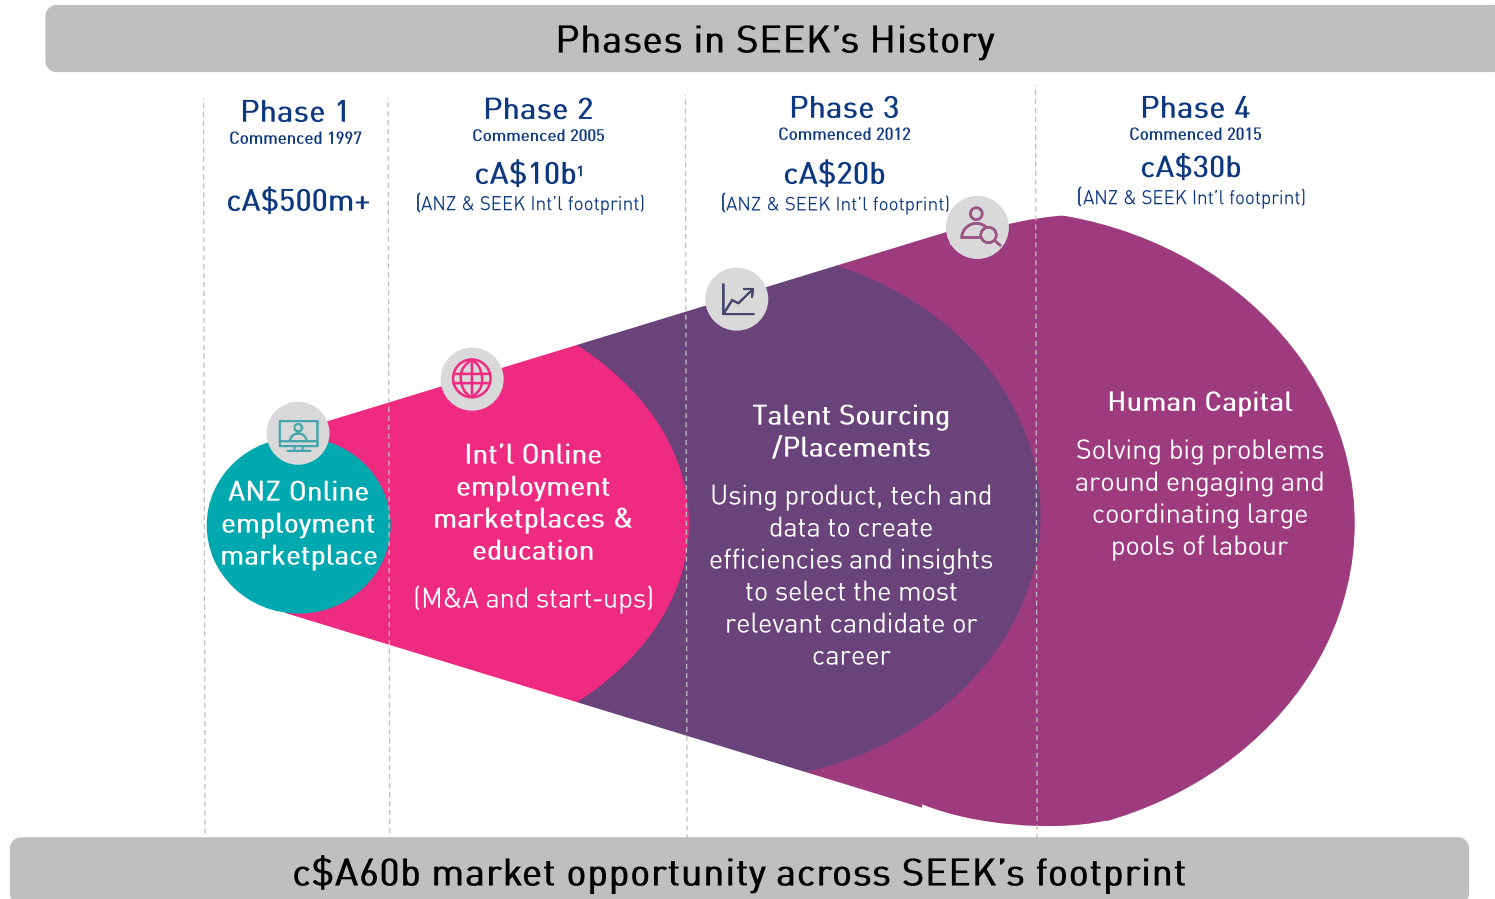 Phases in SEEK's History
Phase 1
Commenced 1997
cA$500m+
Phase 2
Commenced 2005
cA$10b¹
(ANZ & SEEK Int'l footprint)
Phase 3
Commenced 2012
cA$20b
(ANZ & SEEK Int'l footprint)
Phase 4
Commenced 2015
cA$30b
(ANZ & SEEK Int'l footprint)
ANZ Online
employment
marketplace
Int'l Online
employment
marketplaces &
education
(M&A and start-ups)
Talent Sourcing
/Placements
Using product, tech and
data to create
efficiencies and insights
to select the most
relevant candidate or
career
Human Capital
Solving big problems
around engaging and
coordinating large
pools of labour
c$A60b market opportunity across SEEK's footprint